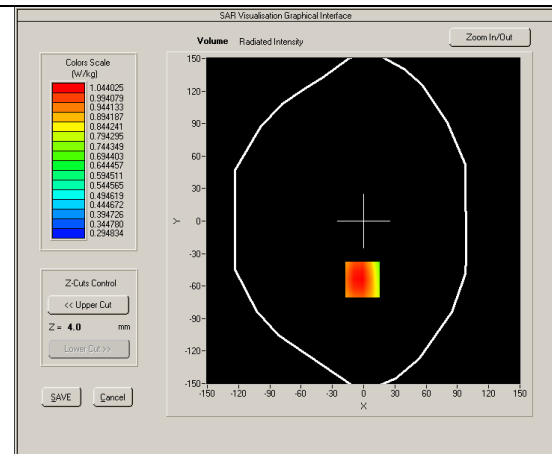 SAR Visualisation Graphical Interface
Volume Radiated Intensity
Zoom In/Out
Colors Scale
(W/kg)
1.044025
0.994079
0.944133
0.894187
0.844241
0.794295
0.744349
0.694403
0.644457
0.594511
0.544565
0.494619
0.444672
0.394726
0.344780
0.294834
Z-Cuts Control
<< Upper Cut
Z = 4.0 mm
Lower Cut >>
SAVE Cancel
150
120
90
60
30
0
-30
-60
-90
-120
-150
Y
-150 -120 -90 -60 -30 0 30 60 90 120 150
X